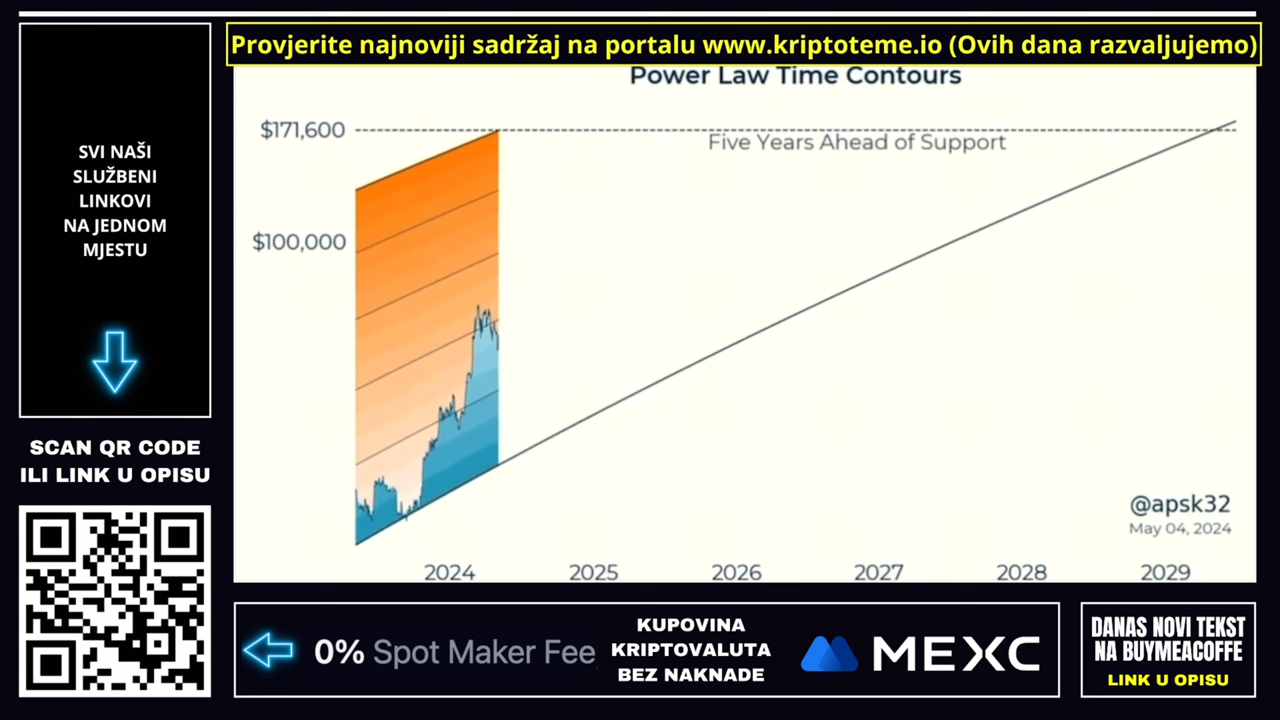 Provjerite najnoviji sadržaj na portalu www.kriptoteme.io (Ovih dana razvaljujemo)
SVI NAŠI
SLUŽBENI
LINKOVI
NA JEDNOM
MJESTU
SCAN QR CODE
ILI LINK U OPISU
Power Law Time Contours
$171,600
Five Years Ahead of Support
$100,000
@apsk32
May 04, 2024
2024 2025 2026 2027 2028 2029
0% Spot Maker Fee
KUPOVINA
KRIPTOVALUTA
BEZ NAKNADE
MEXC
DANAS NOVI TEKST
NA BUYMEACOFFE
LINK U OPISU